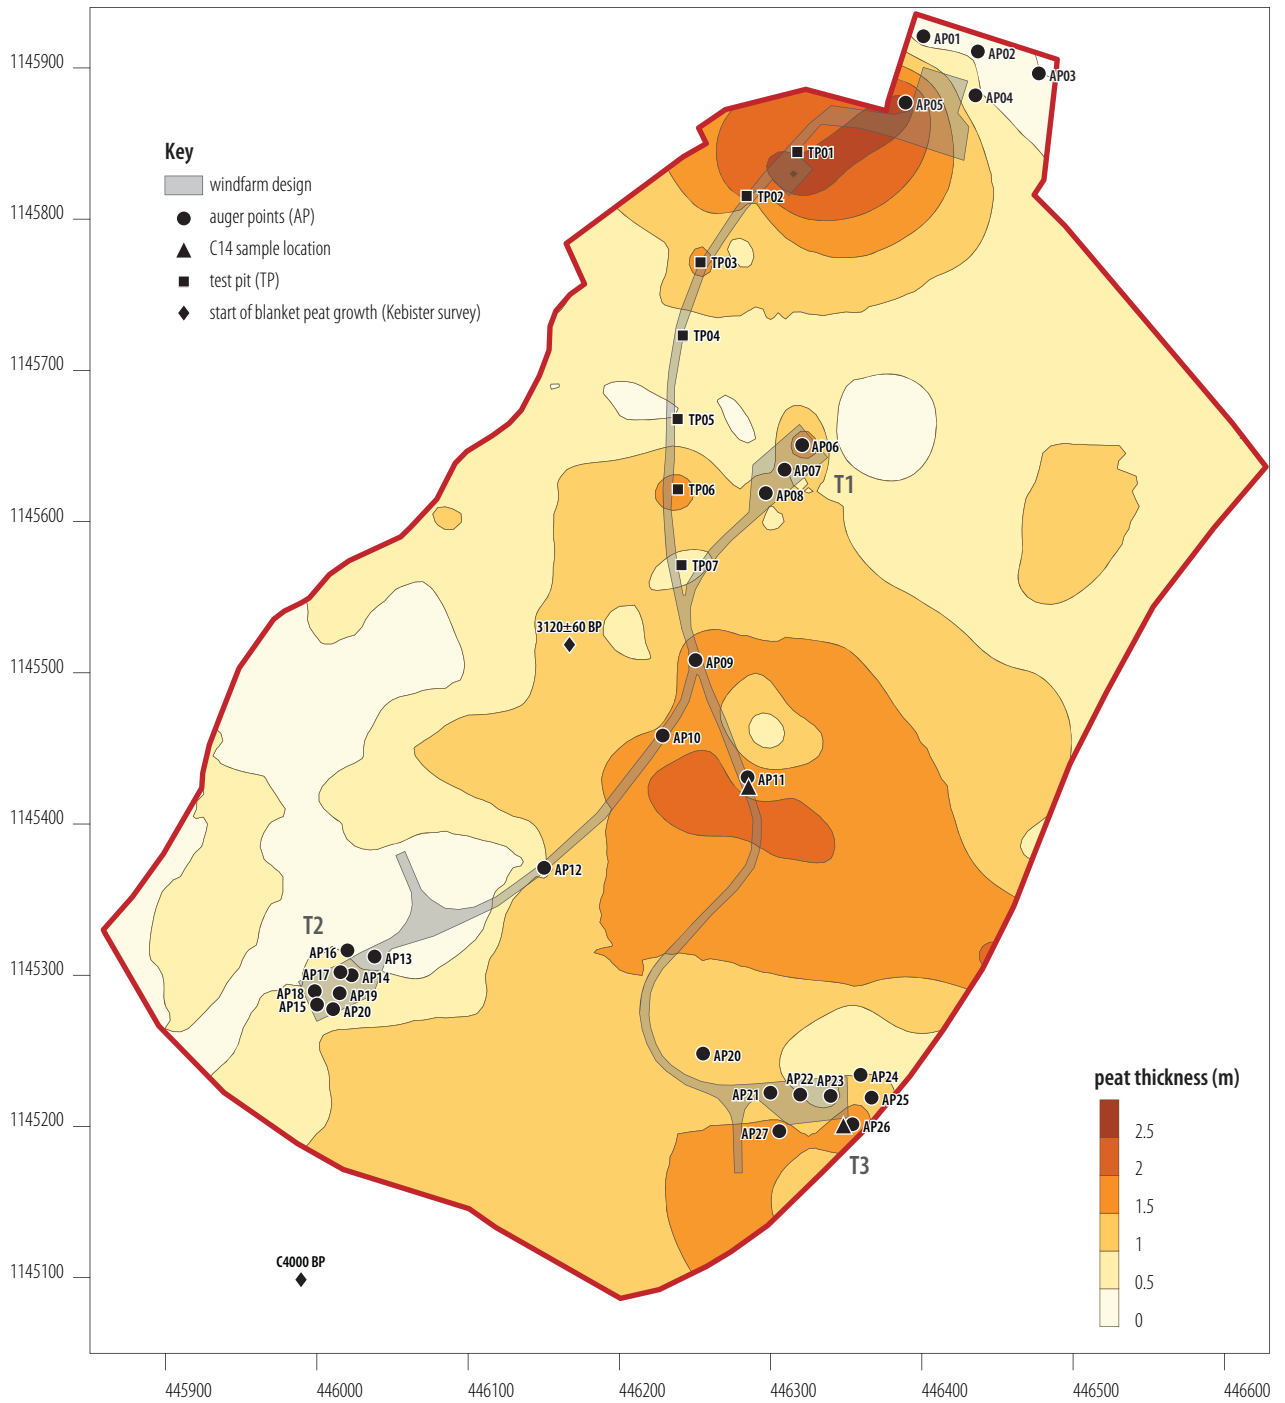 1145900
1145800
1145700
1145600
1145500
1145400
1145300
1145200
1145100
Key
windfarm design
auger points (AP)
C14 sample location
test pit (TP)
start of blanket peat growth (Kebister survey)
AP01
AP02
AP03
AP04
AP05
TP01
TP02
TP03
TP04
TP05
AP06
AP07
T1
TP06
AP08
TP07
3120±60 BP
AP09
AP10
AP11
AP12
T2
AP16
AP13
AP17
AP14
AP18
AP19
AP15
AP20
AP20
AP22
AP23
AP24
AP21
AP25
AP27
AP26
T3
C4000 BP
peat thickness (m)
2.5
2
1.5
1
0.5
0
445900
446000
446100
446200
446300
446400
446500
446600